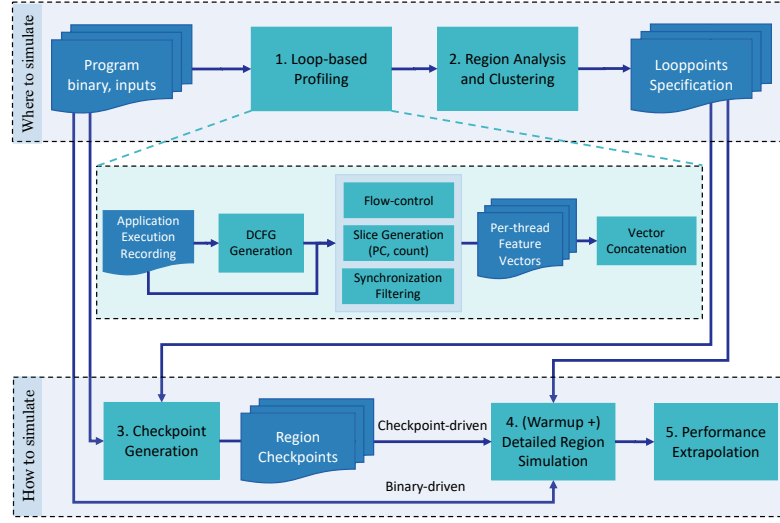 Where to simulate
Program
binary, inputs
1. Loop-based
Profiling
2. Region Analysis
and Clustering
Looppoints
Specification
Application
Execution
Recording
DCFG
Generation
Flow-control
Slice Generation
(PC, count)
Synchronization
Filtering
Per-thread
Feature
Vectors
Vector
Concatenation
How to simulate
3. Checkpoint
Generation
Region
Checkpoints
Checkpoint-driven
Binary-driven
4. (Warmup +)
Detailed Region
Simulation
5. Performance
Extrapolation